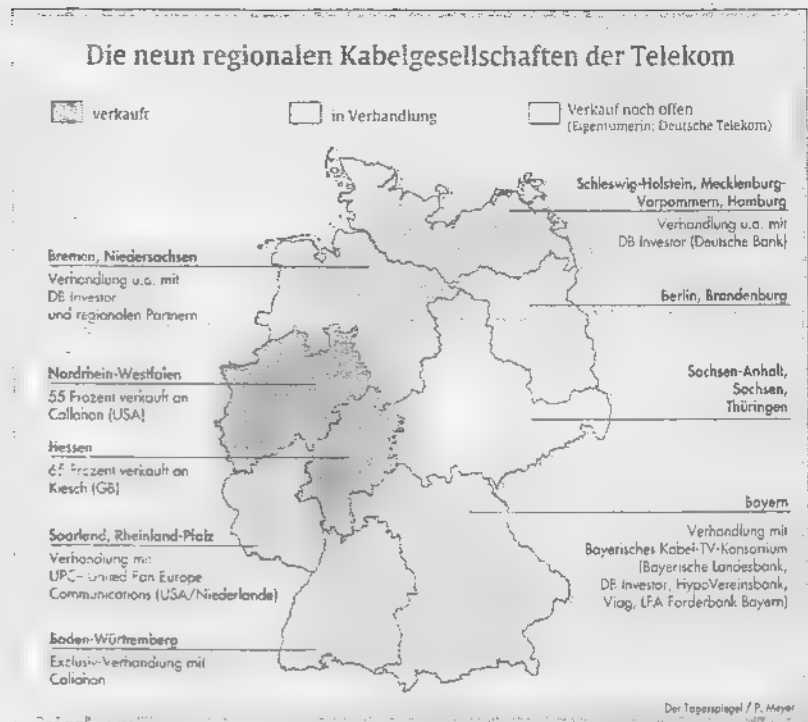 Die neun regionalen Kabelgesellschaften der Telekom
verkauft
in Verhandlung
Verkauf noch offen
(Eigentumerin: Deutsche Telekom)
Schleswig-Holstein, Mecklenburg-
Vorpommern, Hamburg
Verhandlung u.a. mit
DB Investor (Deutsche Bank)
Bremen, Niedersachsen
Verhandlung u.a. mit
DB Investor
und regionalen Partnern
Berlin, Brandenburg
Nordrhein-Westfalen
55 Prozent verkauft an
Callahan (USA)
Sachsen-Anhalt,
Sachsen,
Thüringen
Hessen
65 Prozent verkauft an
Klesch (GB)
Bayern
Verhandlung mit
Bayerisches Kabel-TV-Konsortium
(Bayerische Landesbank,
DB Investor, HypoVereinsbank,
Viag, LFA Forderbank Bayern)
Saarland, Rheinland-Pfalz
Verhandlung mit
UPC–United Pan Europe
Communications (USA/Niederlande)
Baden-Württemberg
Exclusiv-Verhandlung mit
Callahan
Der Tagesspiegel / P. Meyer